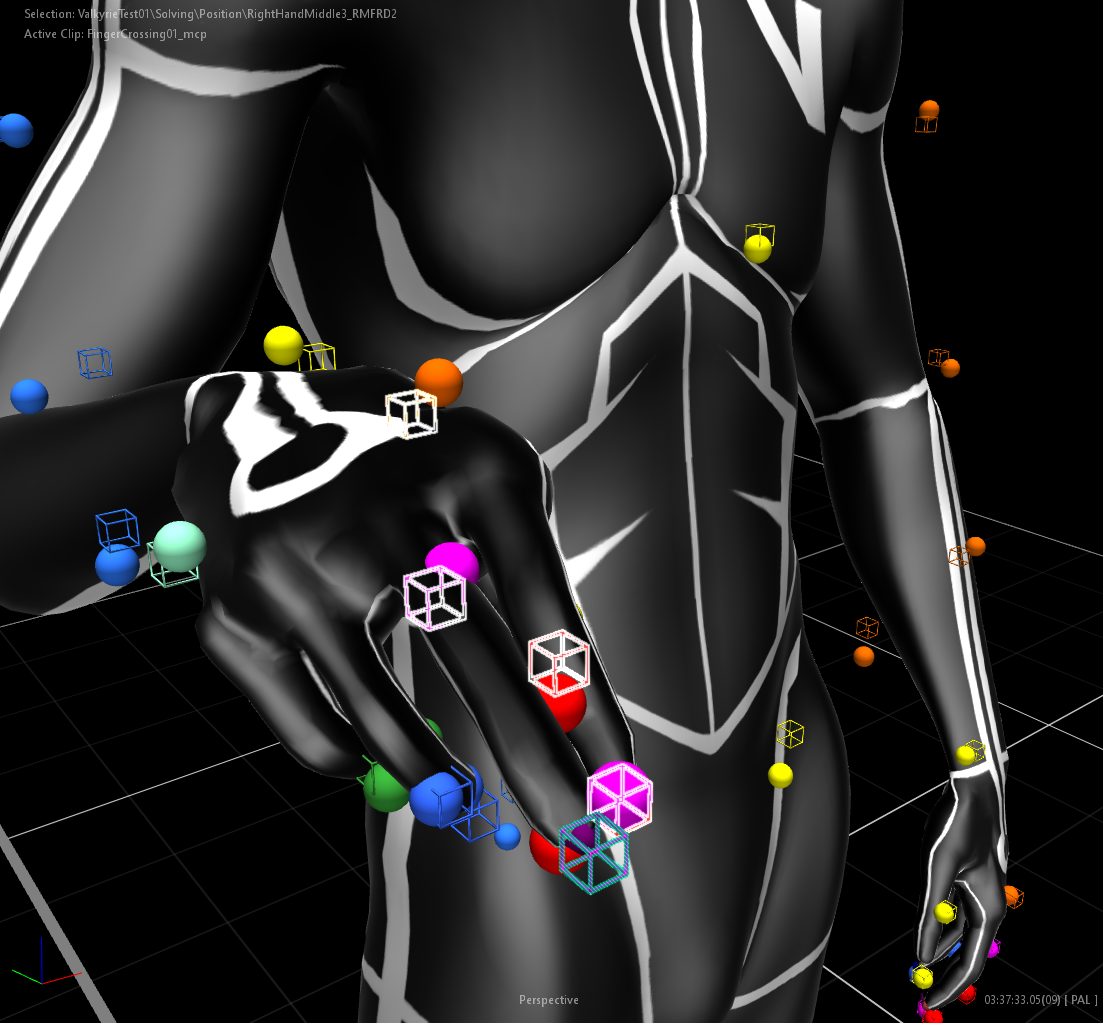 Selection: ValkyrieTest01\Solving\Position\RightHandMiddle3_RMFRD2
Active Clip: FingerCrossing01_mcp
Perspective
03:37:33.05(09) [ PAL ]